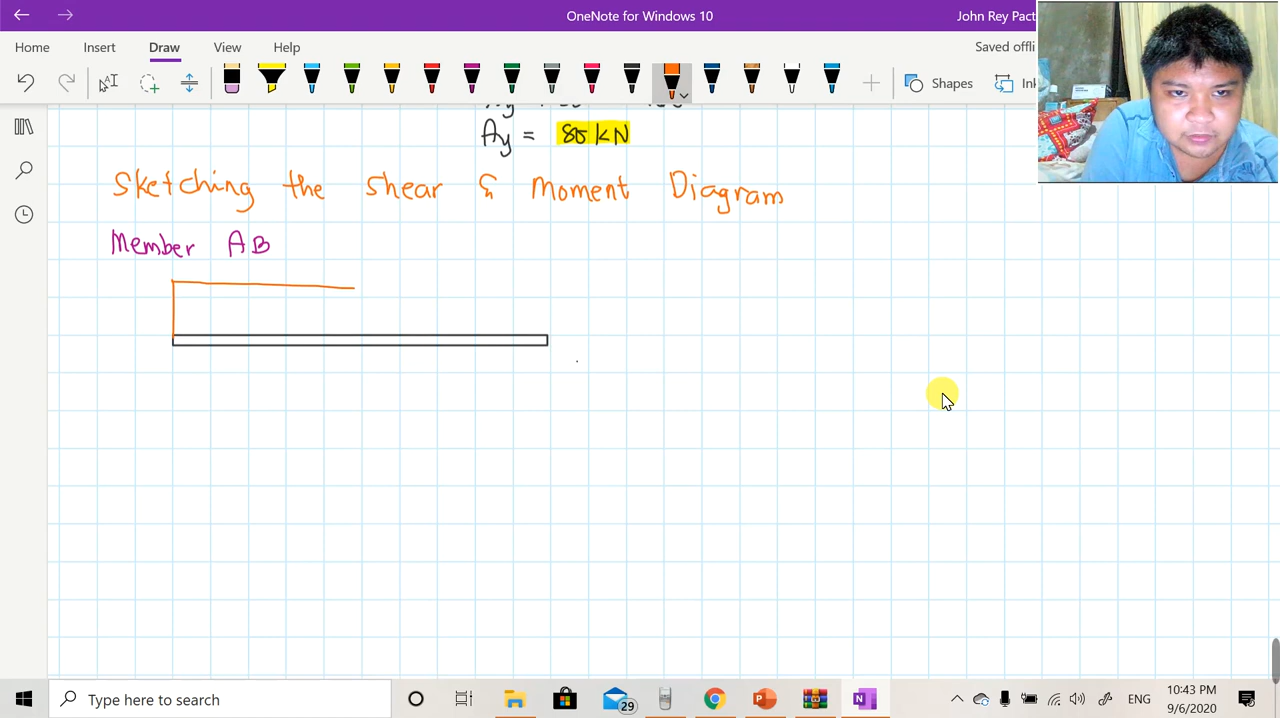 OneNote for Windows 10
John Rey Pact
Home Insert Draw View Help
Saved offli
Shapes
Ink
Ay = 85 kN
Sketching the shear & Moment Diagram
Member AB
Type here to search
29
ENG
10:43 PM
9/6/2020